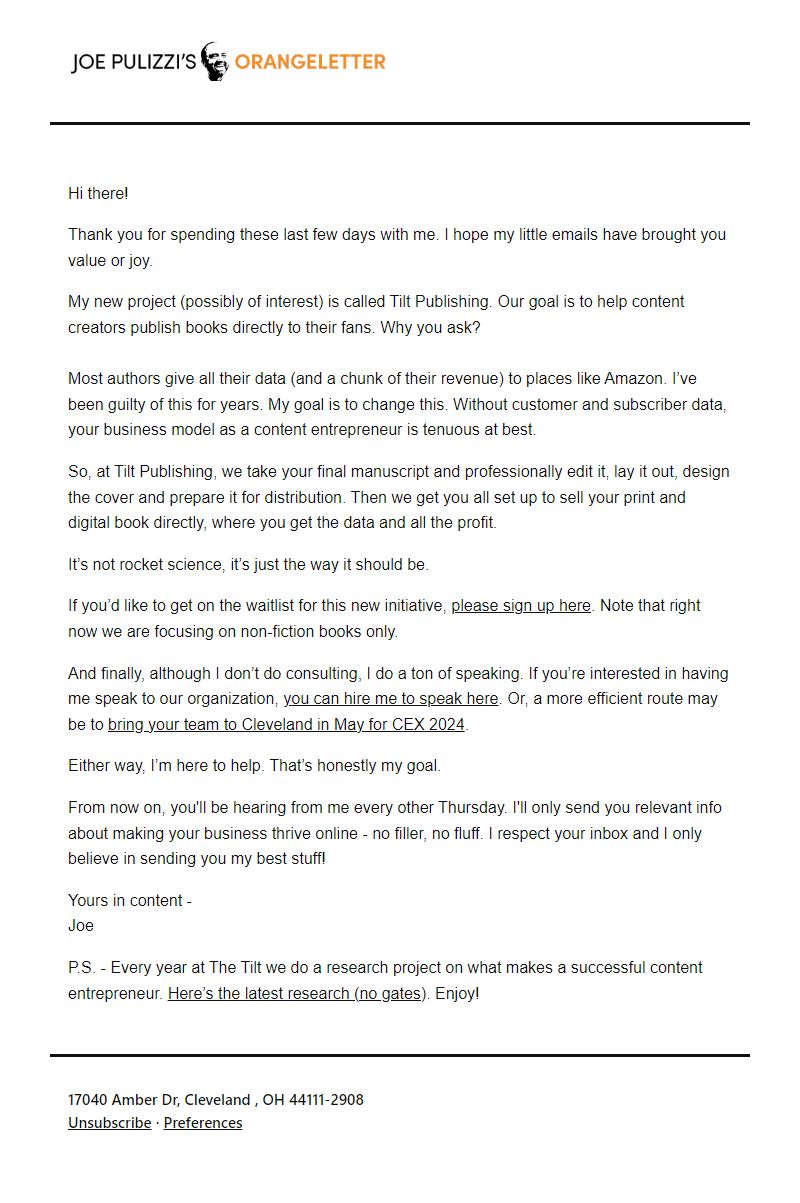 JOE PULIZZI'S ORANGELETTER
Hi there!
Thank you for spending these last few days with me. I hope my little emails have brought you
value or joy.
My new project (possibly of interest) is called Tilt Publishing. Our goal is to help content
creators publish books directly to their fans. Why you ask?
Most authors give all their data (and a chunk of their revenue) to places like Amazon. I’ve
been guilty of this for years. My goal is to change this. Without customer and subscriber data,
your business model as a content entrepreneur is tenuous at best.
So, at Tilt Publishing, we take your final manuscript and professionally edit it, lay it out, design
the cover and prepare it for distribution. Then we get you all set up to sell your print and
digital book directly, where you get the data and all the profit.
It’s not rocket science, it’s just the way it should be.
If you’d like to get on the waitlist for this new initiative, please sign up here. Note that right
now we are focusing on non-fiction books only.
And finally, although I don’t do consulting, I do a ton of speaking. If you’re interested in having
me speak to our organization, you can hire me to speak here. Or, a more efficient route may
be to bring your team to Cleveland in May for CEX 2024.
Either way, I’m here to help. That’s honestly my goal.
From now on, you'll be hearing from me every other Thursday. I'll only send you relevant info
about making your business thrive online - no filler, no fluff. I respect your inbox and I only
believe in sending you my best stuff!
Yours in content -
Joe
P.S. - Every year at The Tilt we do a research project on what makes a successful content
entrepreneur. Here’s the latest research (no gates). Enjoy!
17040 Amber Dr, Cleveland , OH 44111-2908
Unsubscribe · Preferences